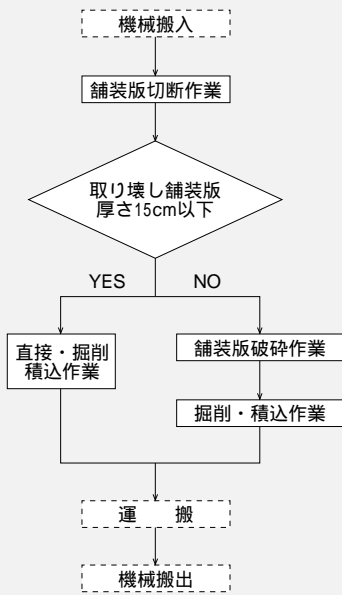 機械搬入
舗装版切断作業
取り壊し舗装版
厚さ15cm以下
YES
NO
直接・掘削
積込作業
舗装版破砕作業
掘削・積込作業
運　　搬
機械搬出